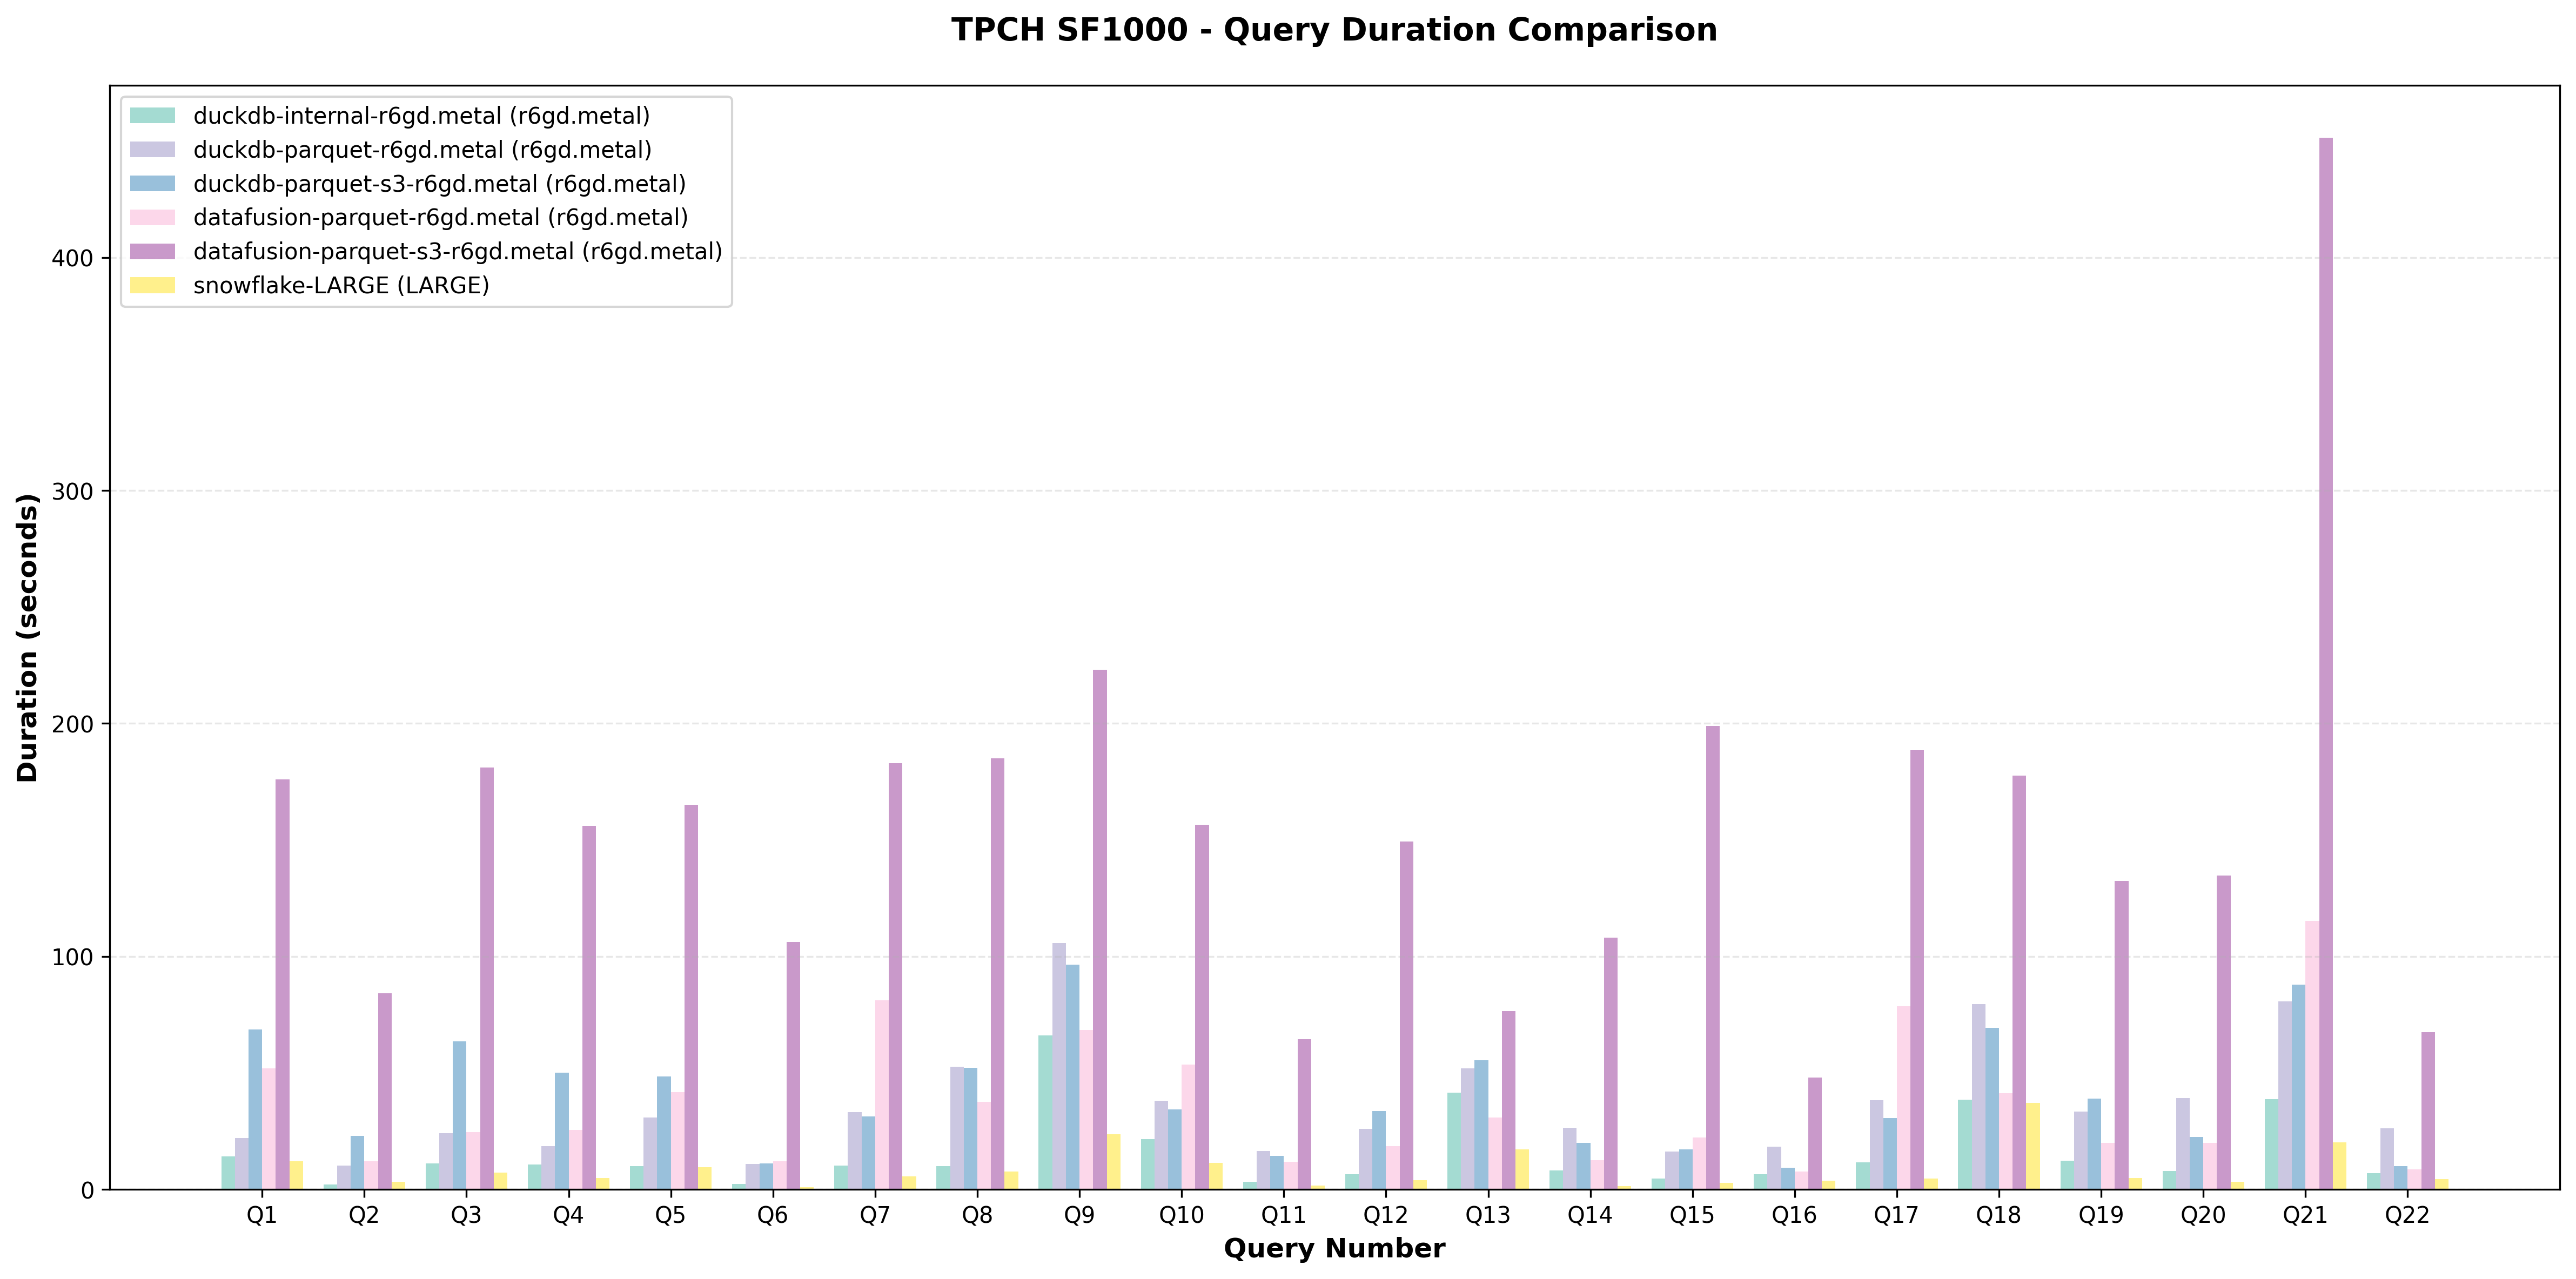 TPCH SF1000 - Query Duration Comparison
duckdb-internal-r6gd.metal (r6gd.metal)
duckdb-parquet-r6gd.metal (r6gd.metal)
duckdb-parquet-s3-r6gd.metal (r6gd.metal)
datafusion-parquet-r6gd.metal (r6gd.metal)
datafusion-parquet-s3-r6gd.metal (r6gd.metal)
snowflake-LARGE (LARGE)
Duration (seconds)
400
300
200
100
0
Q1 Q2 Q3 Q4 Q5 Q6 Q7 Q8 Q9 Q10 Q11 Q12 Q13 Q14 Q15 Q16 Q17 Q18 Q19 Q20 Q21 Q22
Query Number